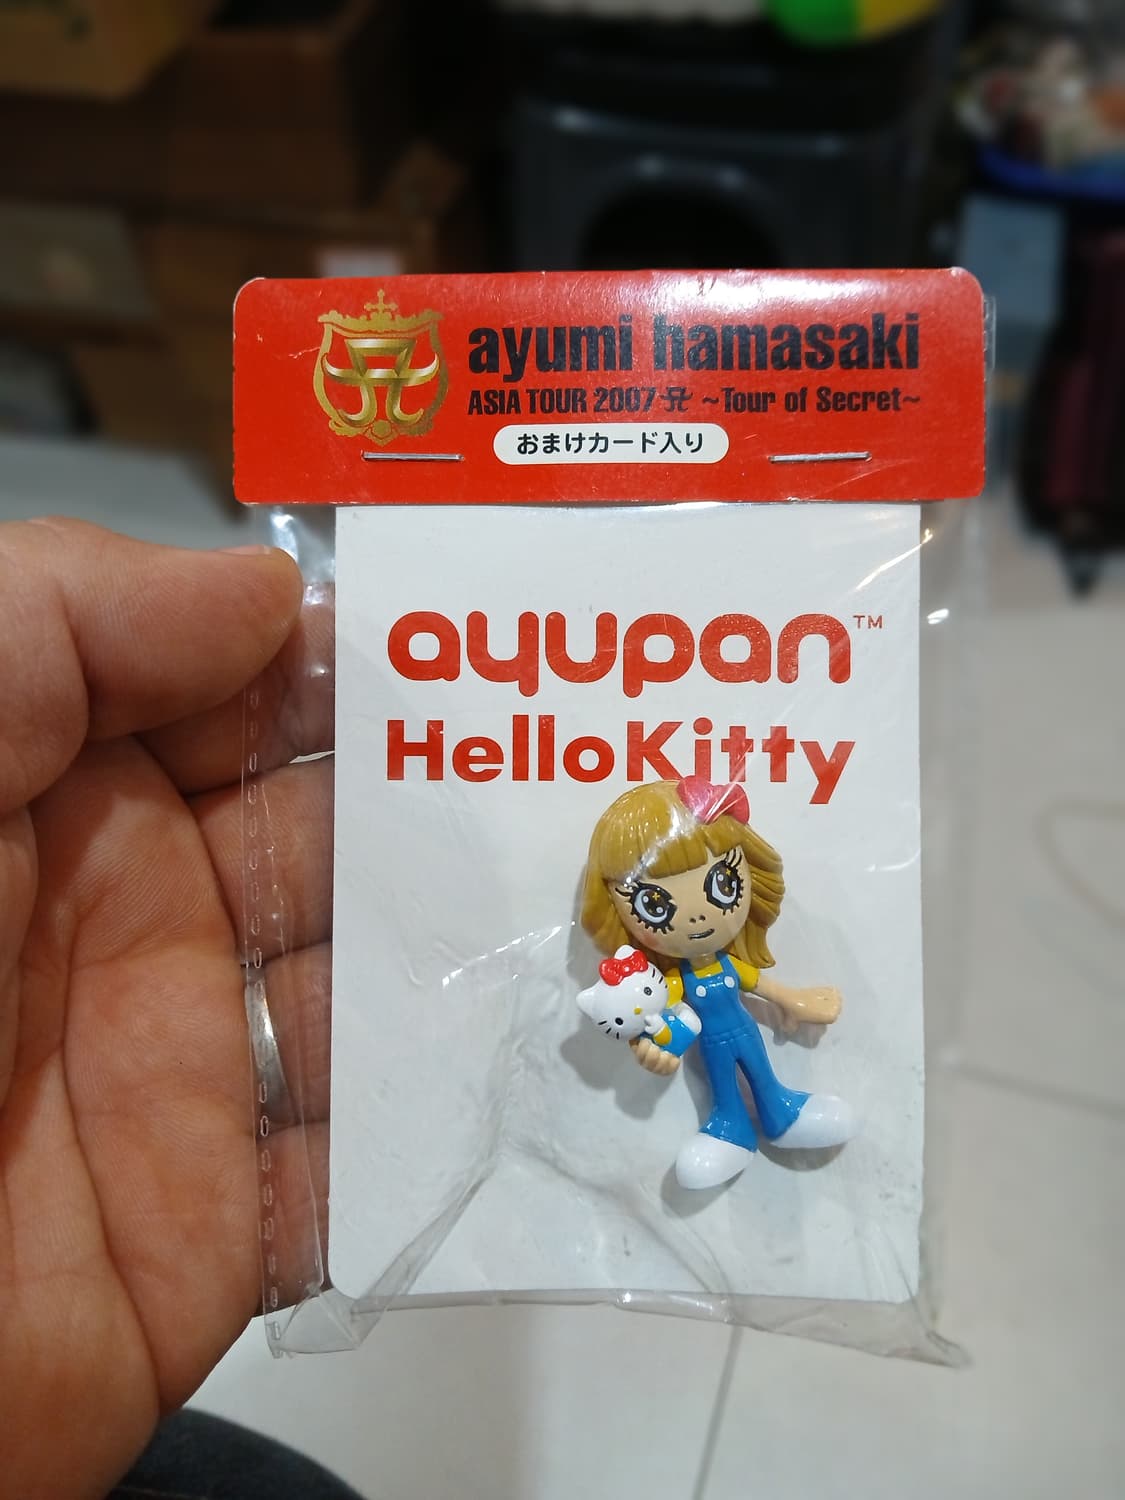 ayumi hamasaki
ASIA TOUR 2007 A ~Tour of Secret~
おまけカード入り
ayupan™
HelloKitty